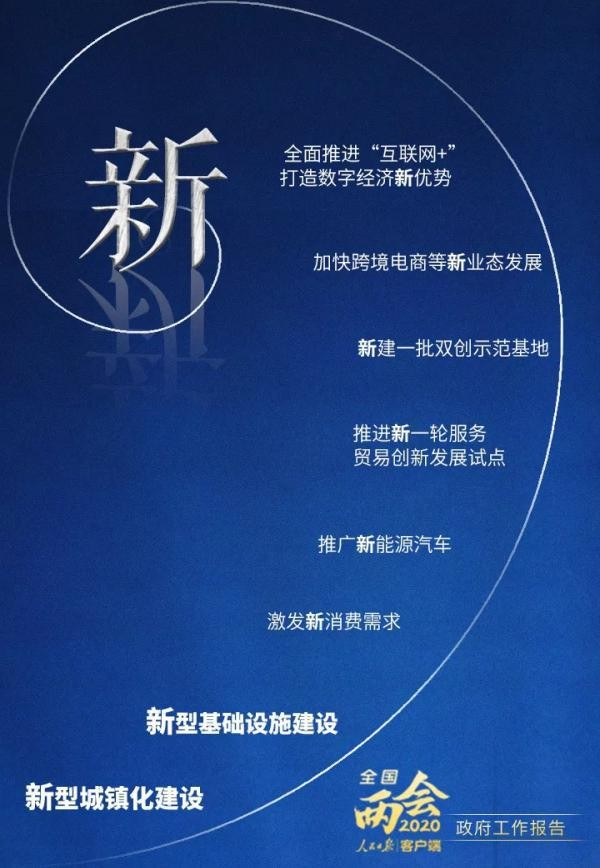 新
全面推进“互联网+”
打造数字经济新优势
加快跨境电商等新业态发展
新建一批双创示范基地
推进新一轮服务
贸易创新发展试点
推广新能源汽车
激发新消费需求
新型基础设施建设
新型城镇化建设
全国
两会
2020
人民日报 客户端
政府工作报告